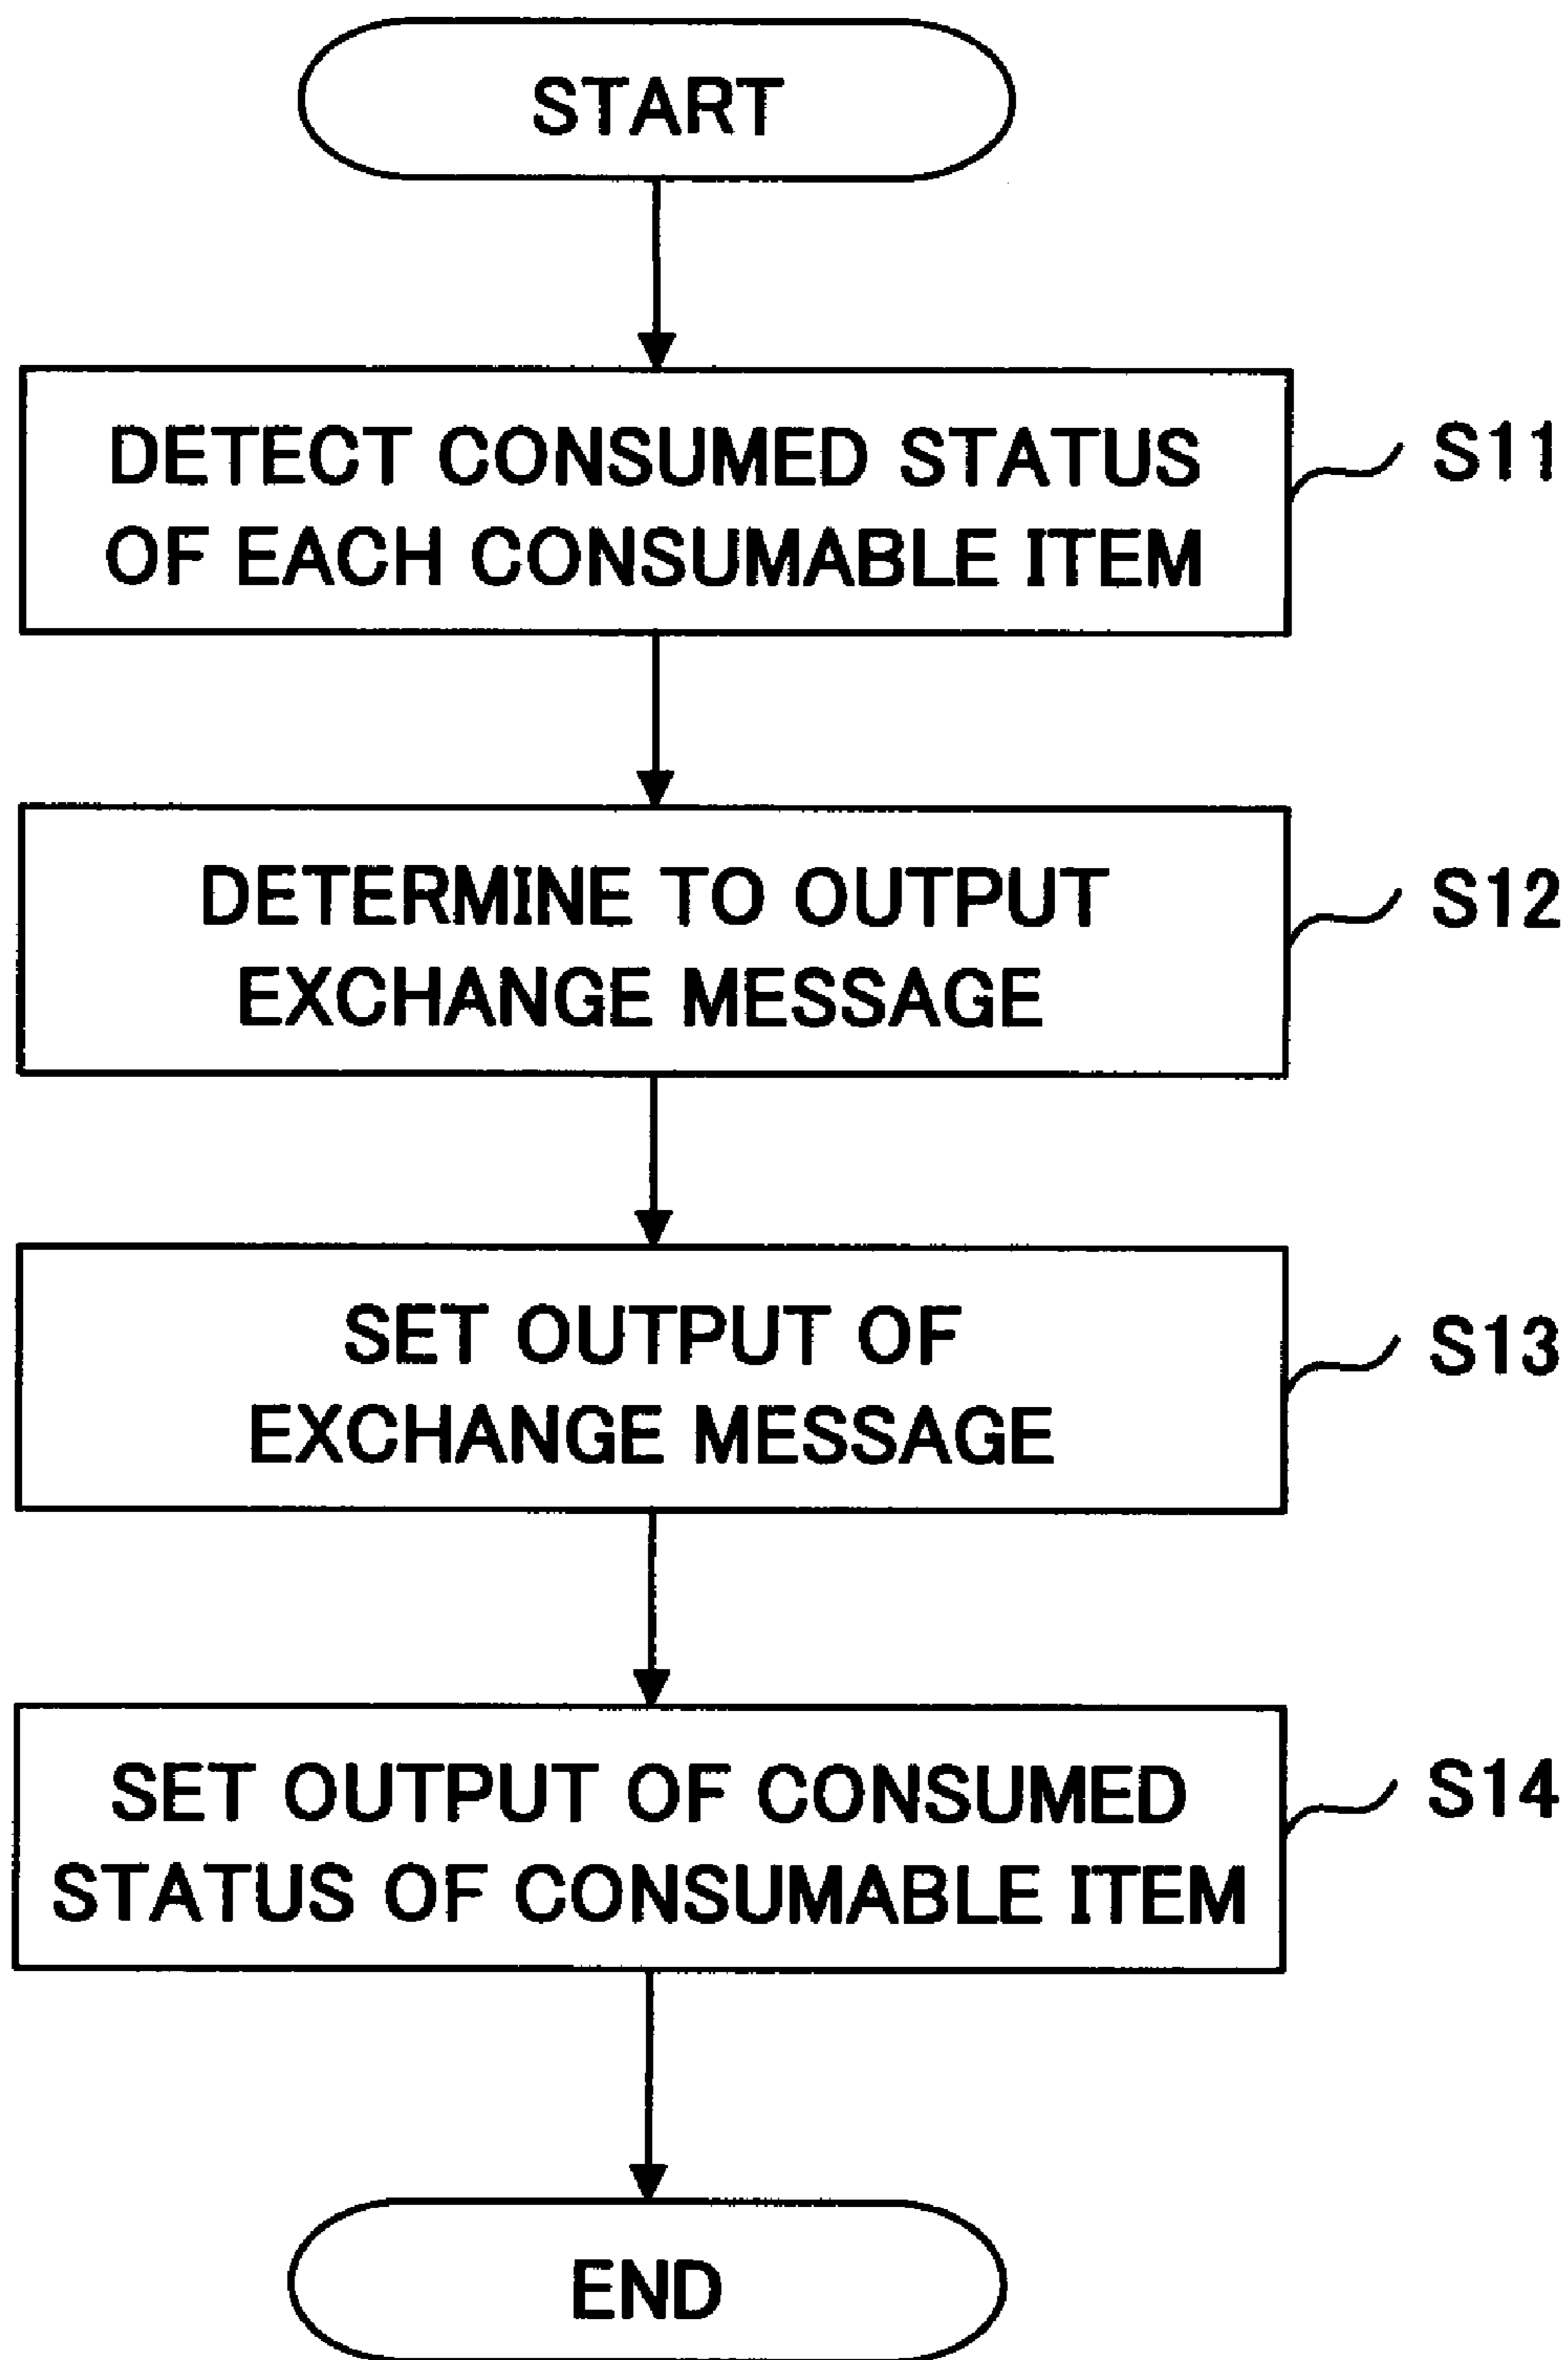 START
DETECT CONSUMED STATUS
OF EACH CONSUMABLE ITEM
S11
DETERMINE TO OUTPUT
EXCHANGE MESSAGE
S12
SET OUTPUT OF
EXCHANGE MESSAGE
S13
SET OUTPUT OF CONSUMED
STATUS OF CONSUMABLE ITEM
S14
END